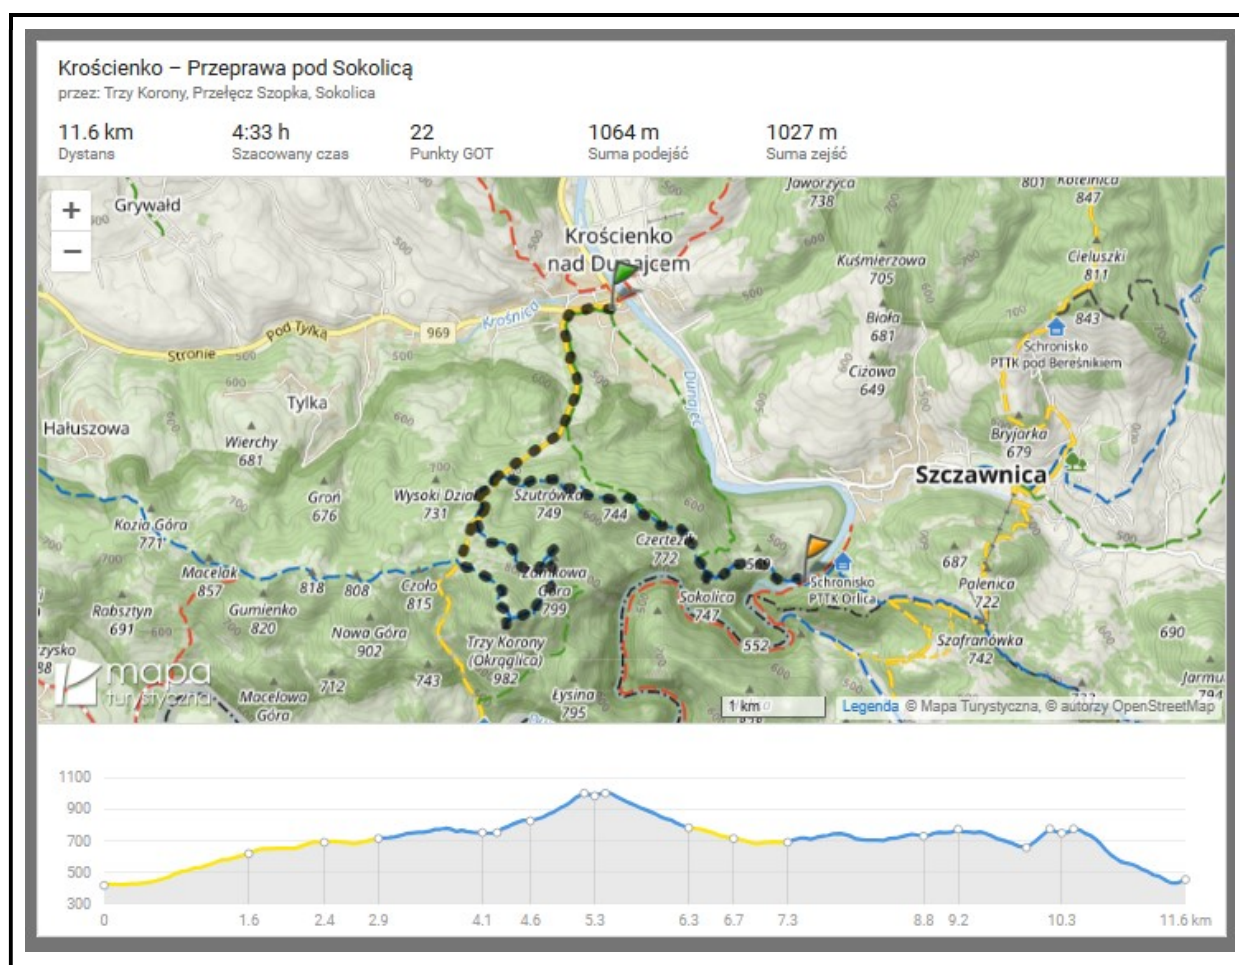 Krościenko – Przeprawa pod Sokolicą
przez: Trzy Korony, Przełęcz Szopka, Sokolica
11.6 km
Dystans
4:33 h
Szacowany czas
22
Punkty GOT
1064 m
Suma podejść
1027 m
Suma zejść
+
−
Grywałd
Krościenko
nad Dunajcem
Jaworzyca
738
801
Kotelnica
847
Kuśmierzowa
705
Cieluszki
811
Krośnica
969
Pod Tylką
Stronie
Biała
681
843
Schronisko
PTTK pod Bereśnikiem
Cizowa
649
Dunajec
Tylka
Hałuszowa
Wierchy
681
Bryjarka
679
Szczawnica
Groń
676
Wysoki Dział
731
Szutrówka
749
744
Kozia Góra
771
Czertezik
772
Macelak
857
818
808
Czoło
815
Zamkowa
Góra
799
Sokolica
747
Schronisko
PTTK Orlica
687
Palenica
722
Rabsztyn
691
Gumienko
820
Nowa Góra
902
Trzy Korony
(Okrąglica)
982
552
Szafranówka
742
690
mapa
turystyczna
Macelowa
Góra
712
743
Łysina
795
Jarmu
794
1 km
Legenda © Mapa Turystyczna, © autorzy OpenStreetMap
1100
900
700
500
300
0 1.6 2.4 2.9 4.1 4.6 5.3 6.3 6.7 7.3 8.8 9.2 10.3 11.6 km